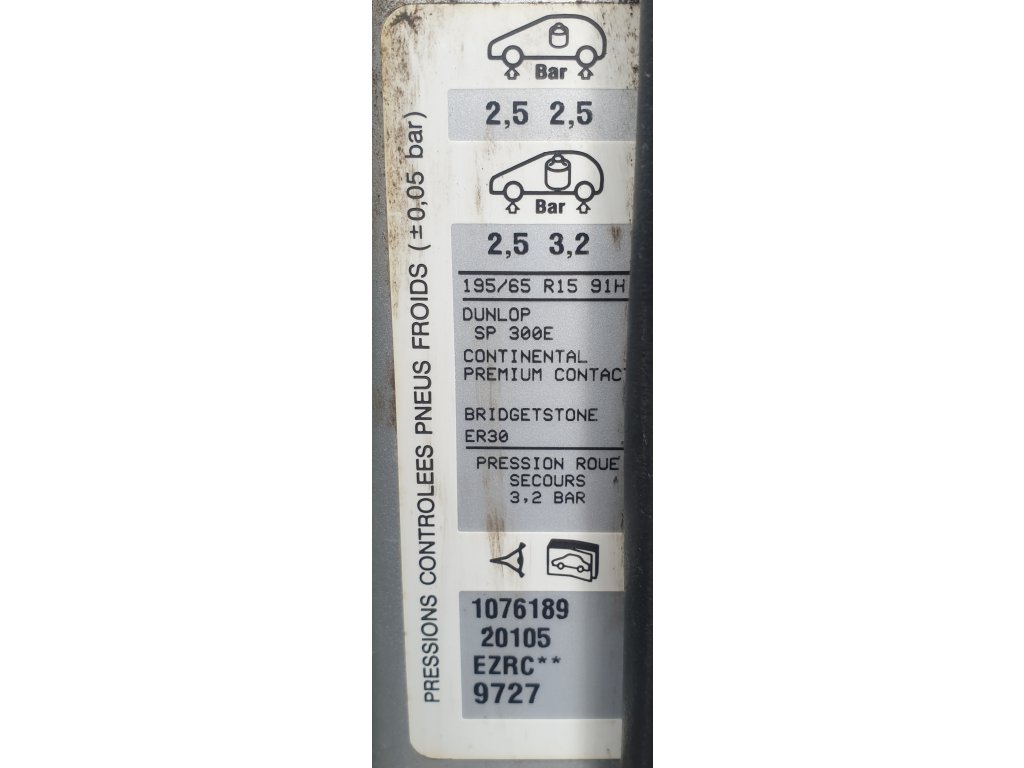 PRESSIONS CONTROLEES PNEUS FROIDS (±0,05 bar)
Bar
2,5 2,5
Bar
2,5 3,2
195/65 R15 91H
DUNLOP
SP 300E
CONTINENTAL
PREMIUM CONTACT
BRIDGETSTONE
ER30
PRESSION ROUE
SECOURS
3,2 BAR
1076189
20105
EZRC**
9727